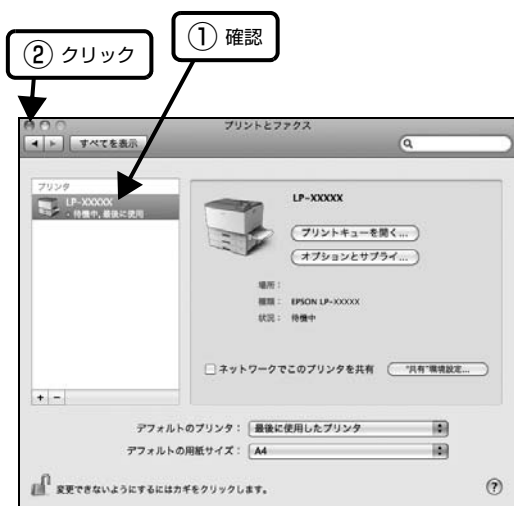 ① 確認
② クリック
プリントとファクス
すべてを表示
プリンタ
LP-XXXXX
・待機中, 最後に使用
LP-XXXXX
プリントキューを開く...
オプションとサプライ...
場所：
種類： EPSON LP-XXXXX
状況： 待機中
ネットワークでこのプリンタを共有 "共有"環境設定...
+ −
デフォルトのプリンタ： 最後に使用したプリンタ
デフォルトの用紙サイズ： A4
変更できないようにするにはカギをクリックします。 ?